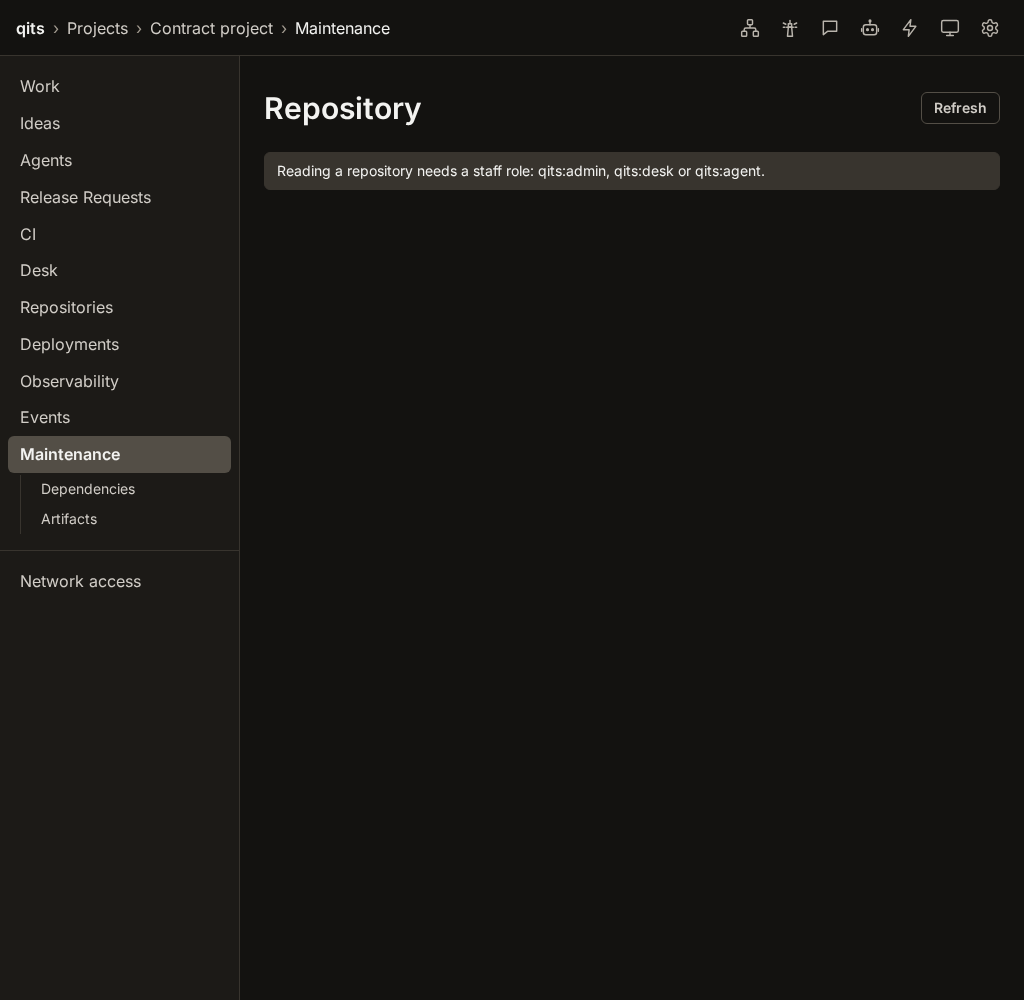 qits › Projects › Contract project › Maintenance
Work
Ideas
Agents
Release Requests
CI
Desk
Repositories
Deployments
Observability
Events
Maintenance
Dependencies
Artifacts
Network access
Repository
Refresh
Reading a repository needs a staff role: qits:admin, qits:desk or qits:agent.